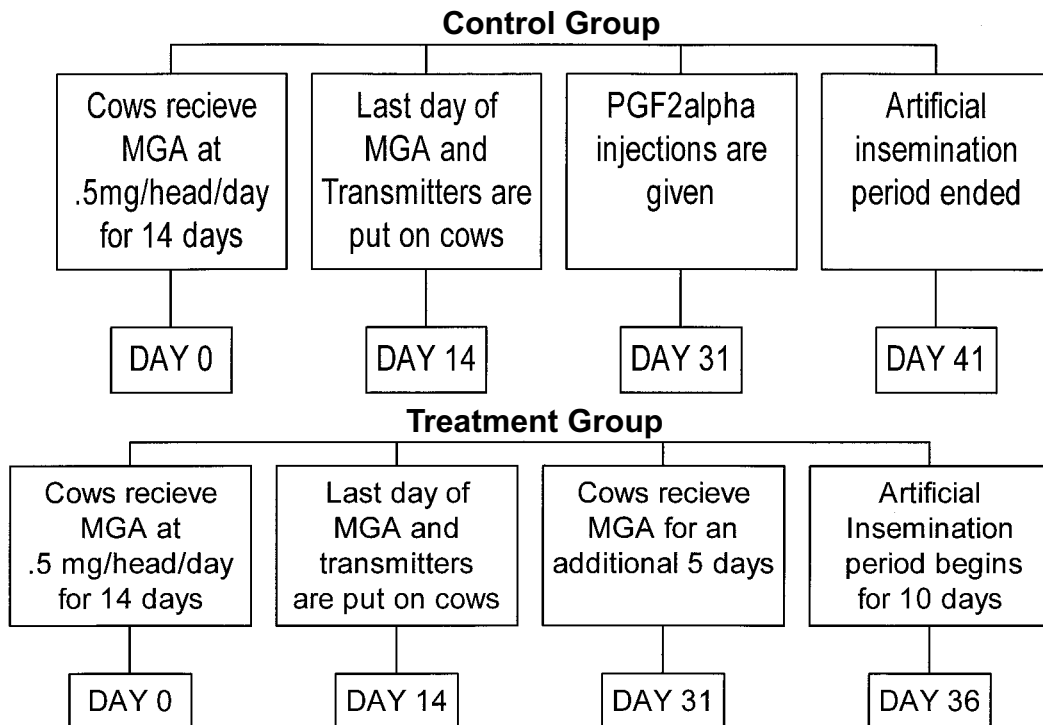 Control Group
Cows recieve
MGA at
.5mg/head/day
for 14 days
Last day of
MGA and
Transmitters are
put on cows
PGF2alpha
injections are
given
Artificial
insemination
period ended
DAY 0
DAY 14
DAY 31
DAY 41
Treatment Group
Cows recieve
MGA at
.5 mg/head/day
for 14 days
Last day of
MGA and
transmitters
are put on cows
Cows recieve
MGA for an
additional 5 days
Artificial
Insemination
period begins
for 10 days
DAY 0
DAY 14
DAY 31
DAY 36